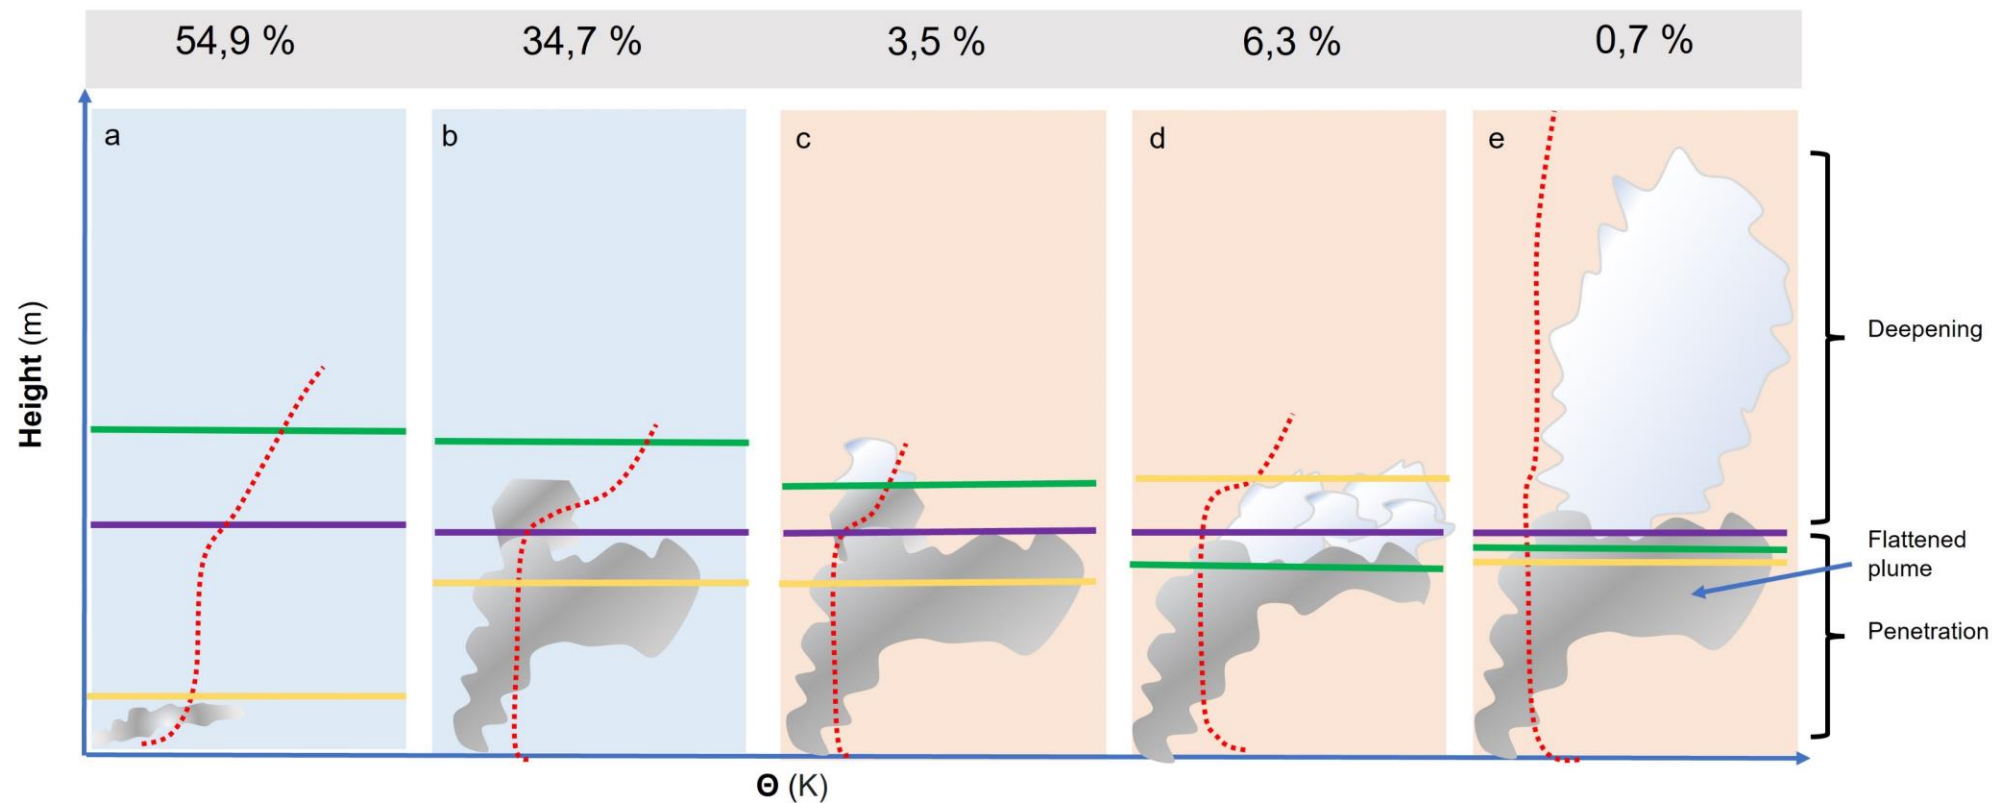 54,9 %
34,7 %
3,5 %
6,3 %
0,7 %
a
b
c
d
e
Height (m)
Deepening
Flattened
plume
Penetration
Θ (K)